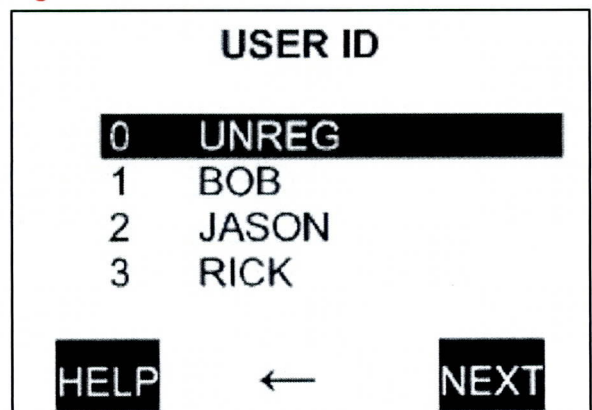 USER ID
0 UNREG
1 BOB
2 JASON
3 RICK
HELP ← NEXT